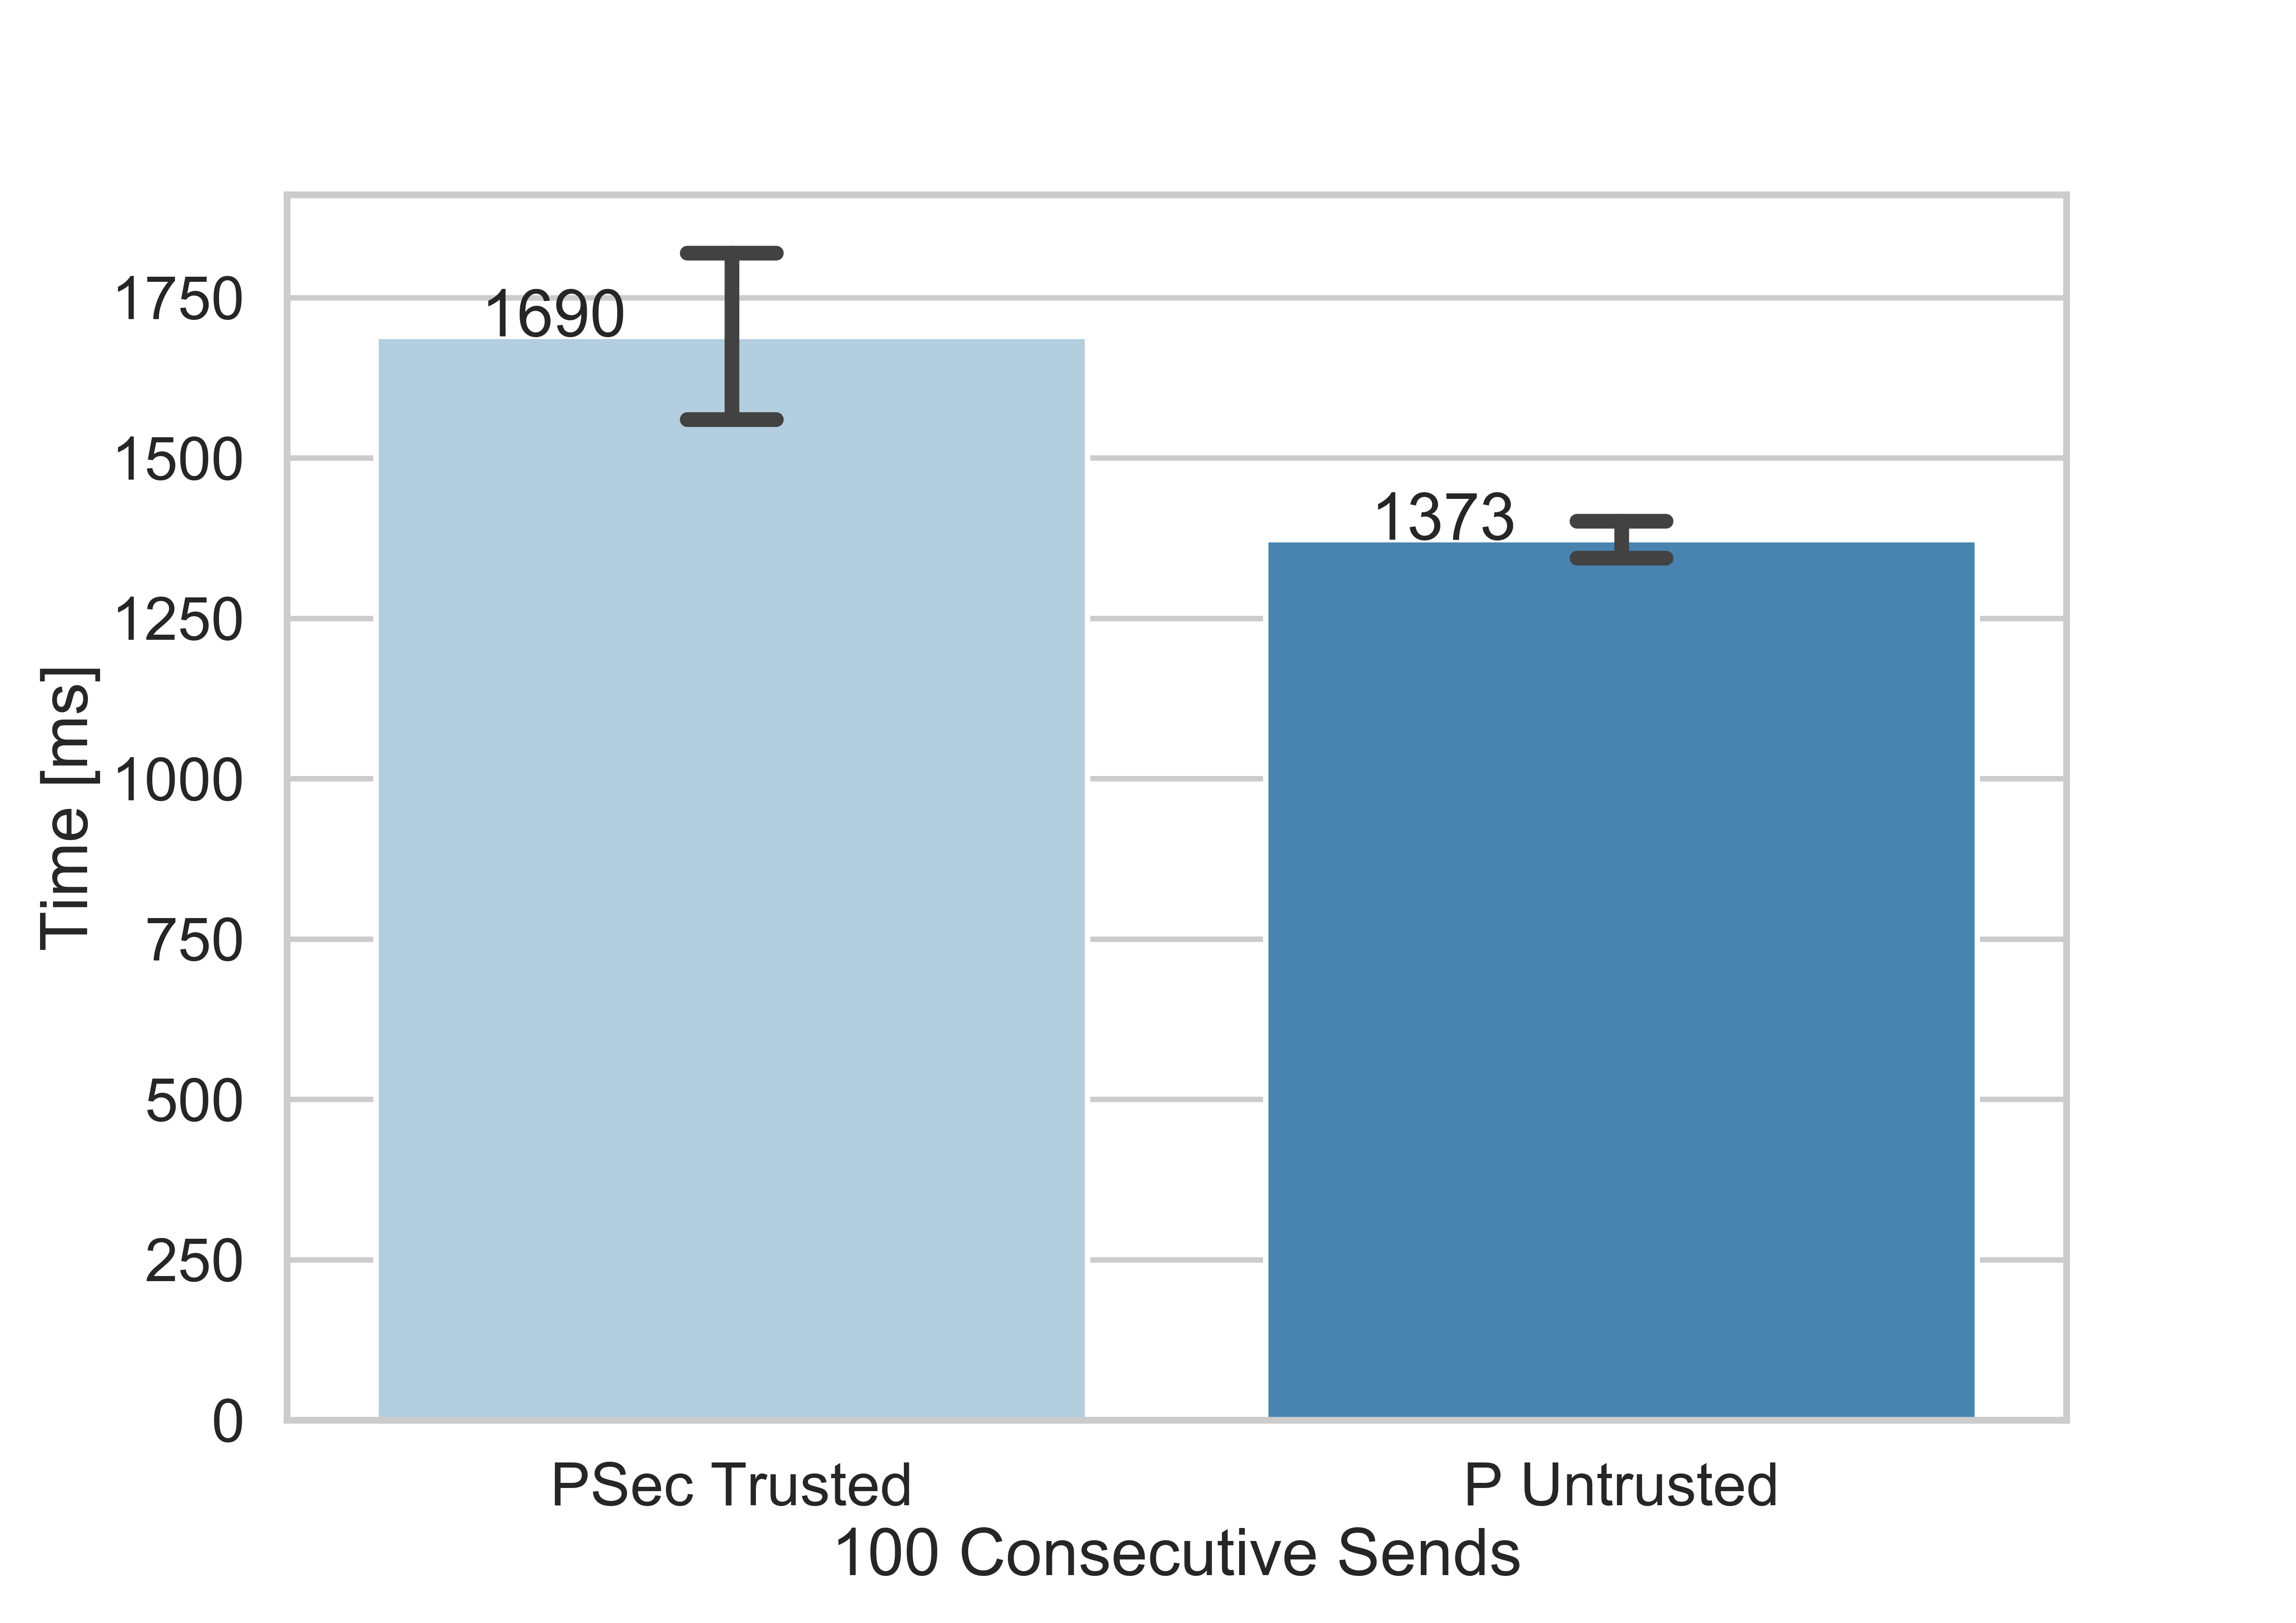 Time [ms]
1750
1500
1250
1000
750
500
250
0
1690
1373
PSec Trusted
P Untrusted
100 Consecutive Sends